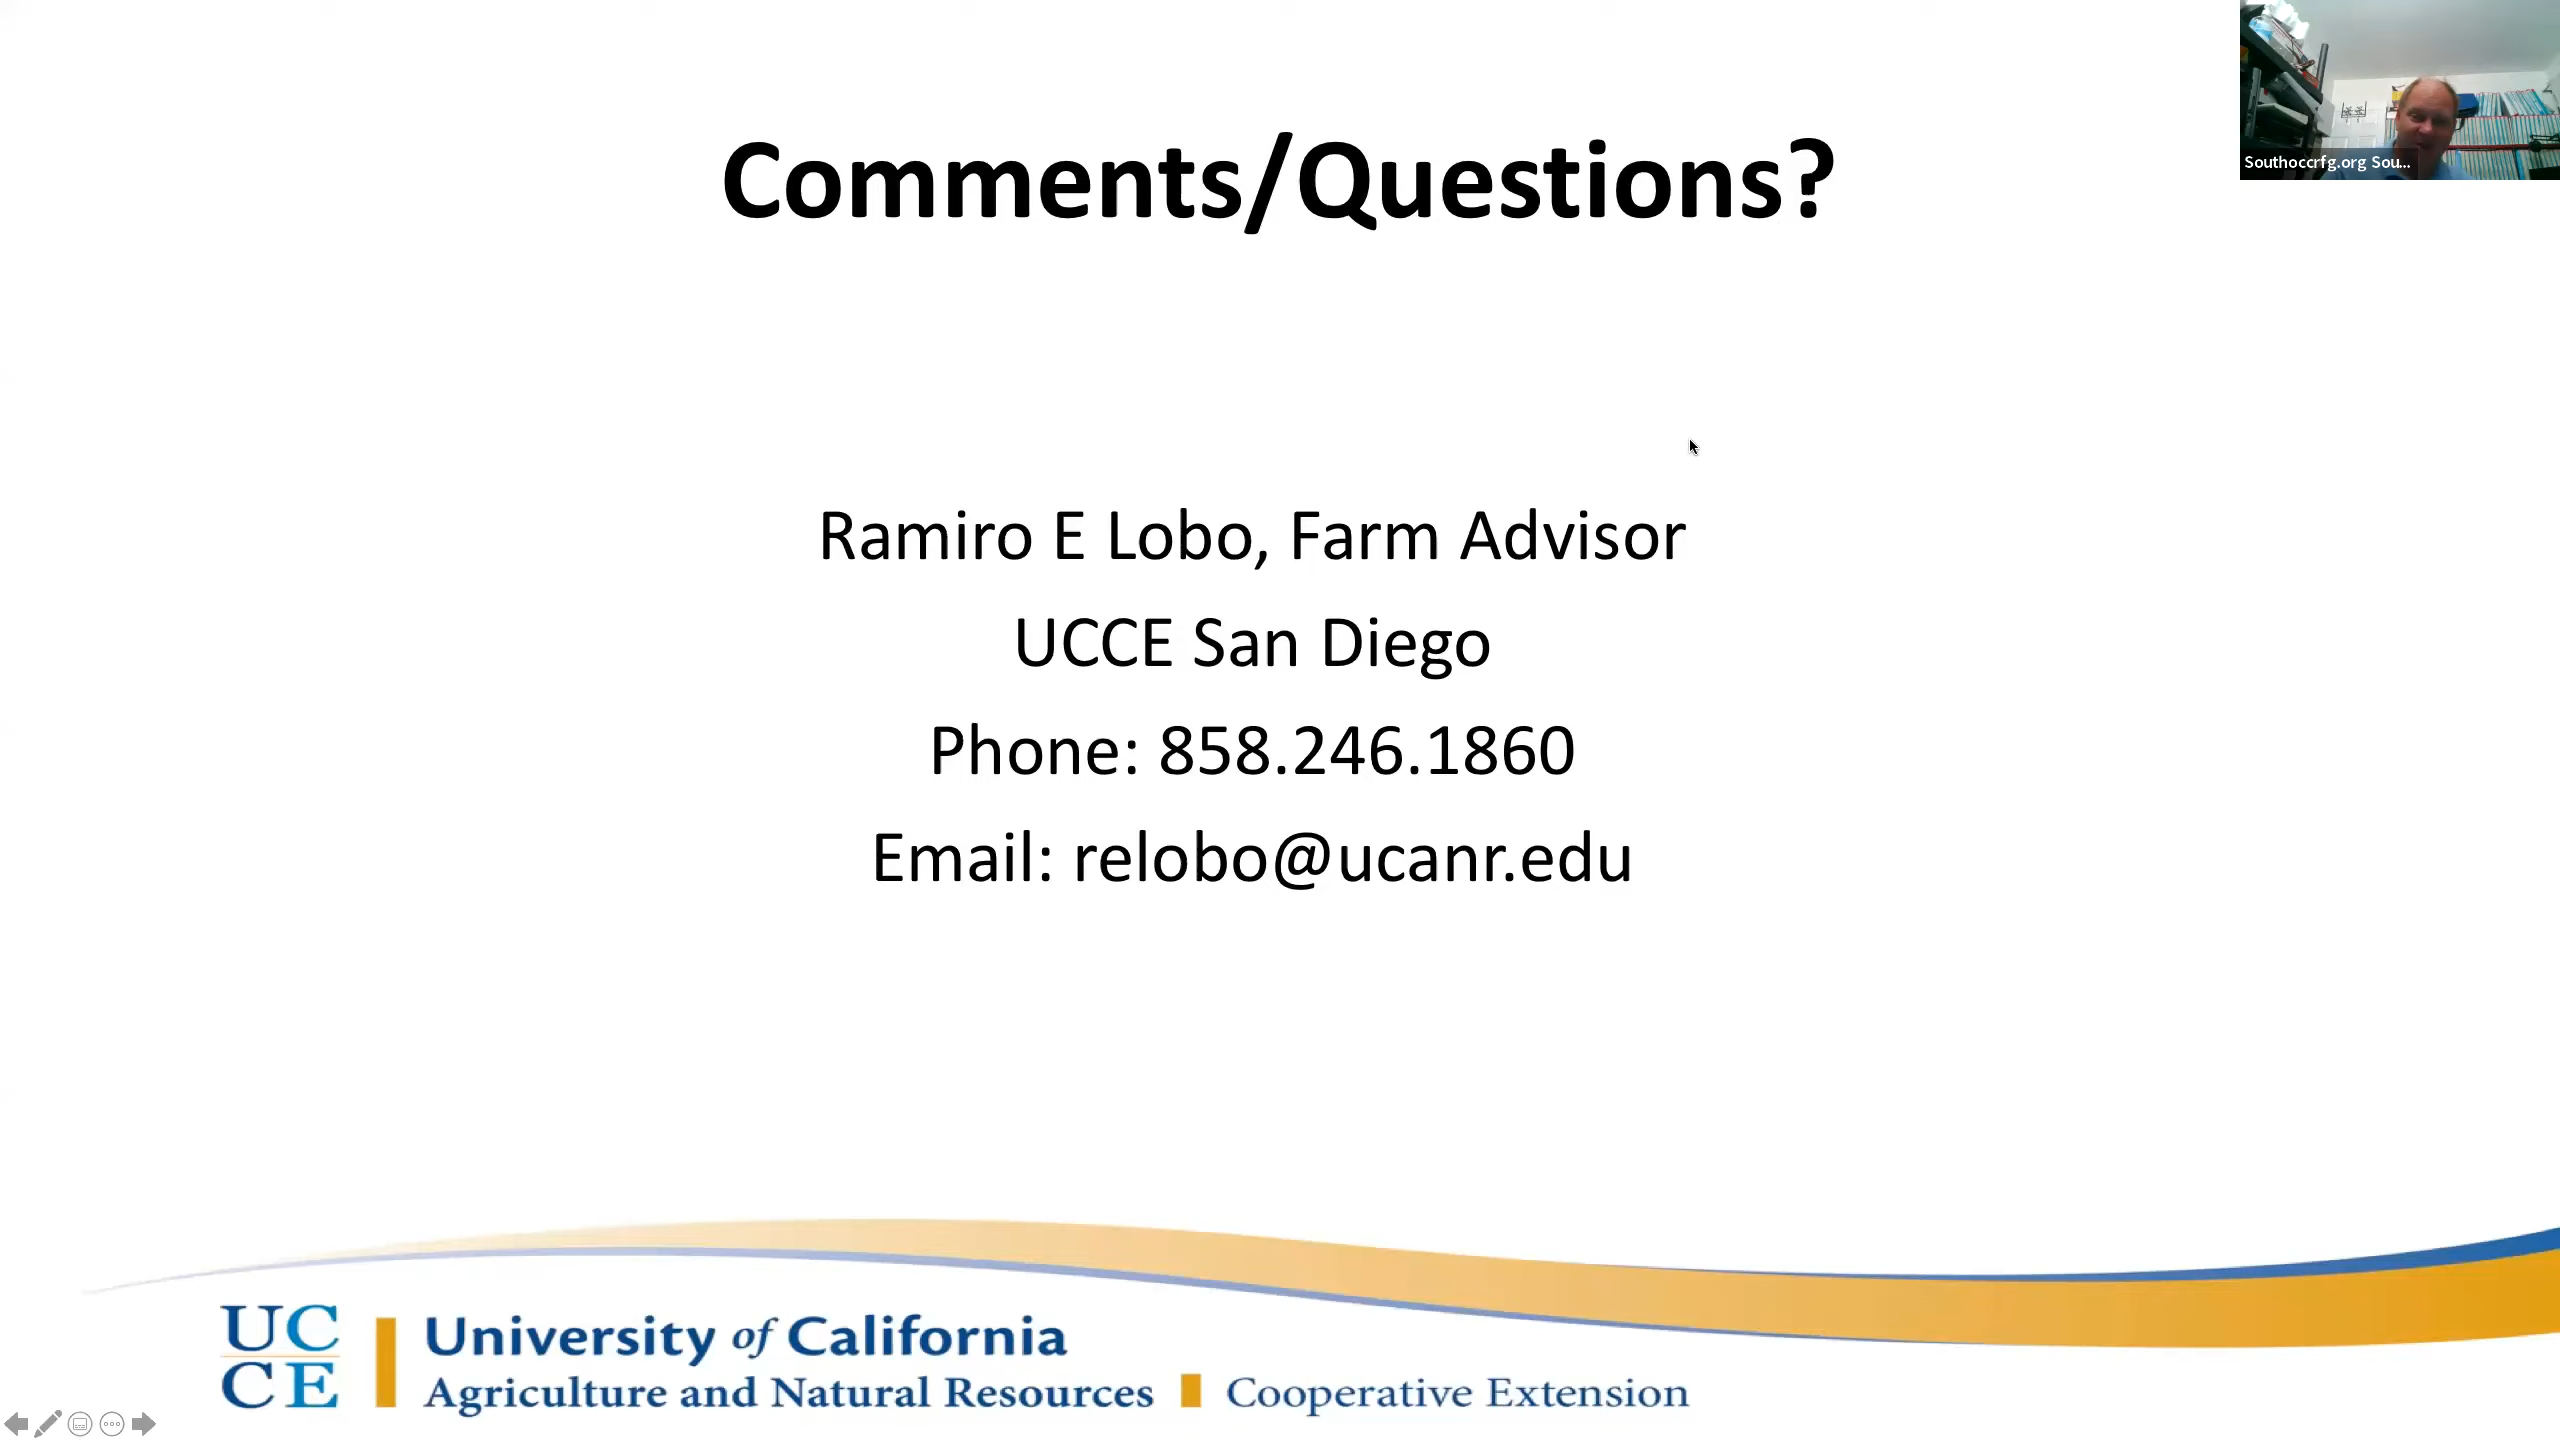 Comments/Questions?
Southoccrfg.org Sou...
Ramiro E Lobo, Farm Advisor
UCCE San Diego
Phone: 858.246.1860
Email: relobo@ucanr.edu
UC
CE
University of California
Agriculture and Natural Resources
Cooperative Extension